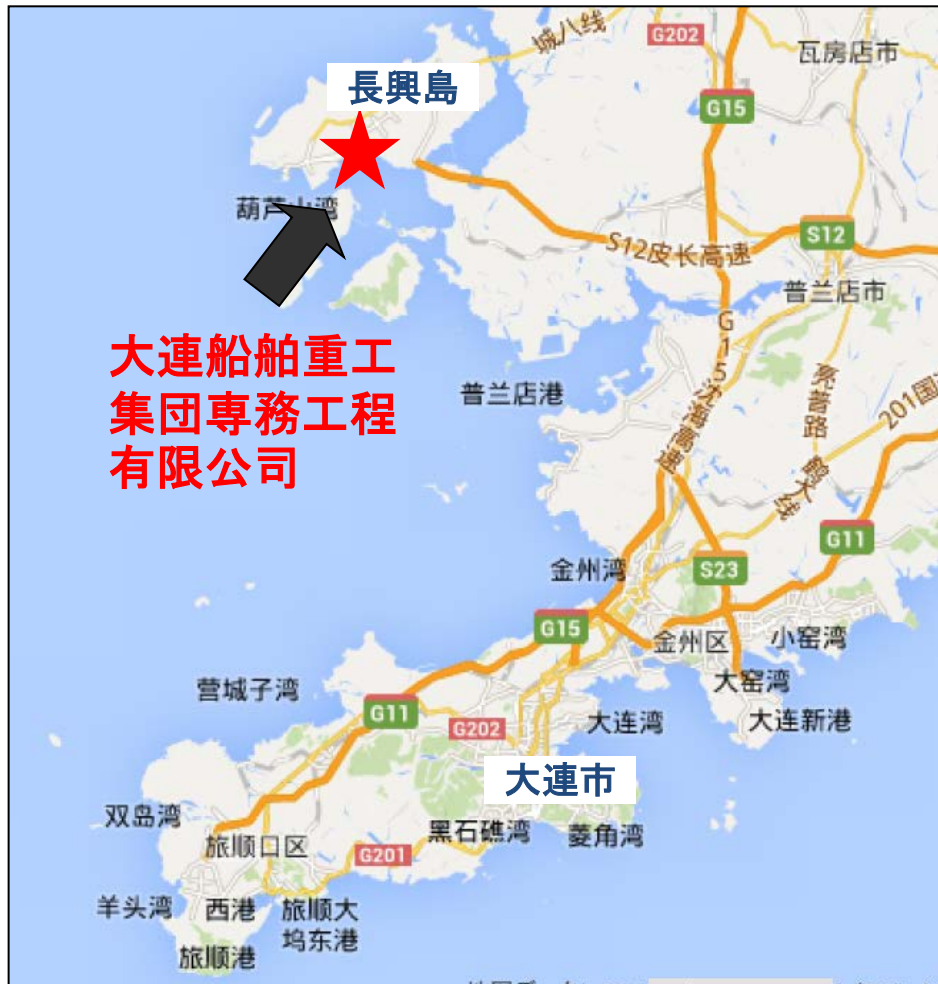 城八线
G202
瓦房店市
長興島
G15
葫芦山湾
S12皮长高速
S12
普兰店市
大連船舶重工
集団専務工程
有限公司
普兰店港
G15沈海高速
亮普路
201国
鹤大线
G11
金州湾
S23
G15
金州区
小窑湾
营城子湾
大窑湾
G11
G202
大连湾
大连新港
大連市
双岛湾
黑石礁湾
菱角湾
旅顺口区
G201
羊头湾
西港
旅顺大
坞东港
旅顺港